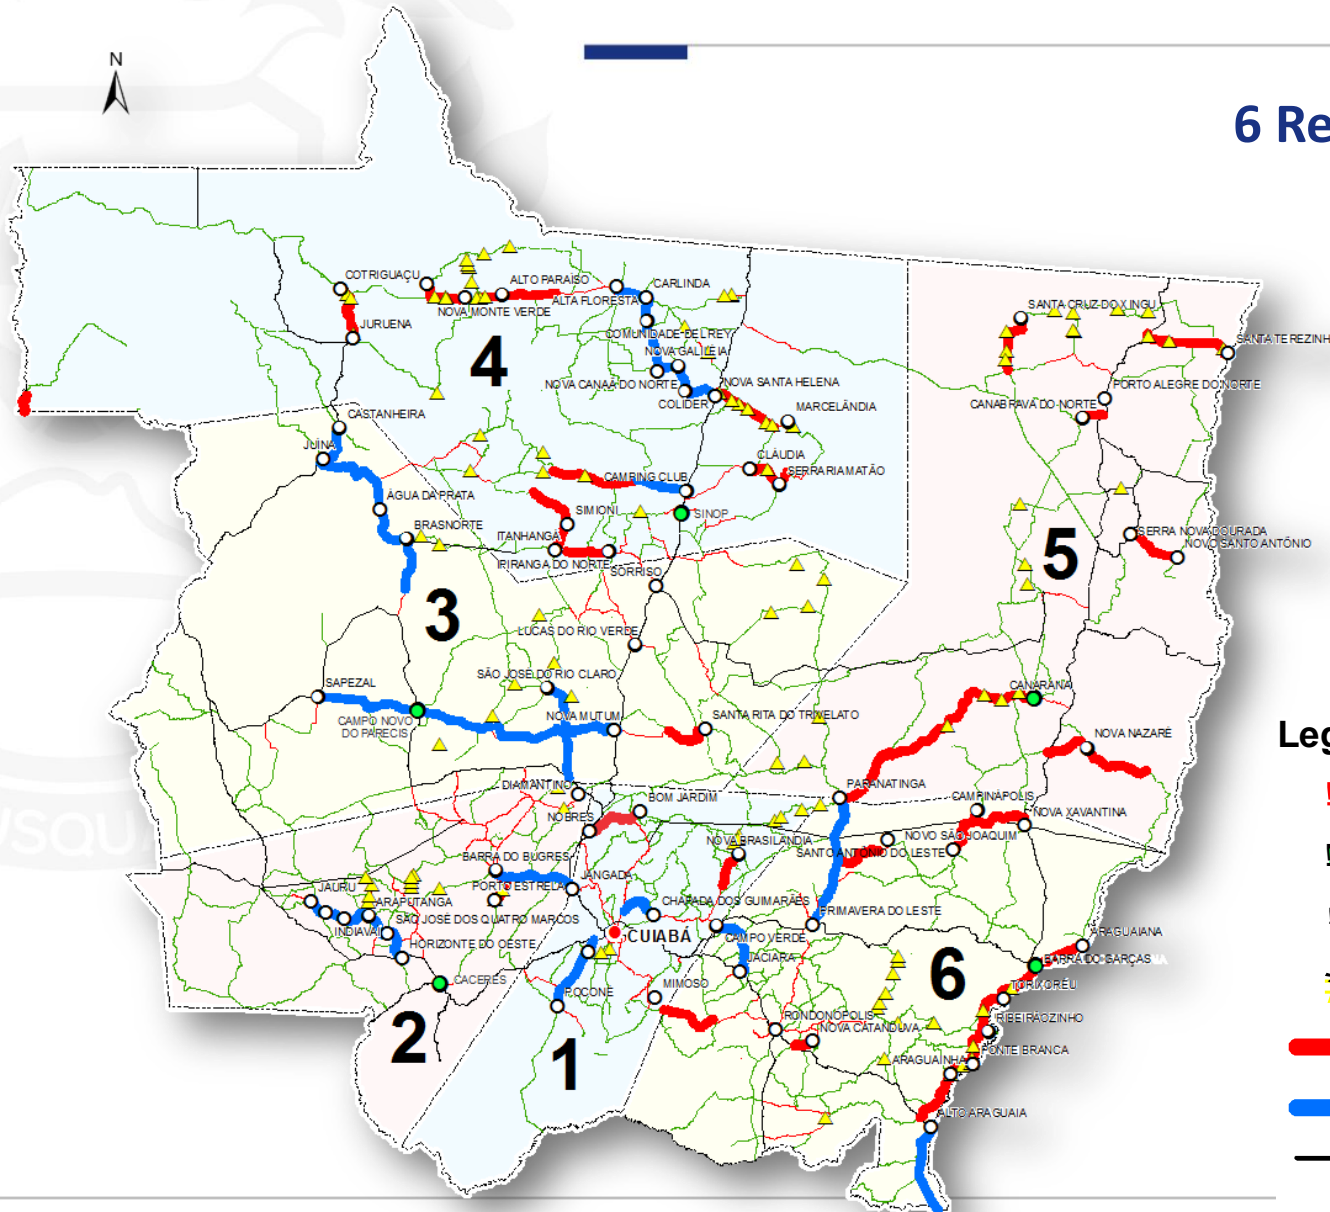 N
6 Re
COTRIGUAÇU
ALTO PARAÍSO
CARLINDA
ALTA FLORESTA
NOVA MONTE VERDE
SANTA CRUZ DO XINGU
JURUENA
COMUNIDADE DEL REY
SANTA TEREZINH
4
NOVA GALILEIA
NOVA CANAÃ DO NORTE
NOVA SANTA HELENA
PORTO ALEGRE DO NORTE
COLIDER
MARCELÂNDIA
CANABRAVA DO NORTE
CASTANHEIRA
JUÍNA
CLÁUDIA
CAMPING CLUB
SERRARIA MATÃO
ÁGUA DA PRATA
SIMIONI
SINOP
BRASNORTE
ITANHANGÁ
SERRA NOVA DOURADA
NOVO SANTO ANTÔNIO
5
IPIRANGA DO NORTE
SORRISO
3
LUCAS DO RIO VERDE
SÃO JOSÉ DO RIO CLARO
SAPEZAL
CANARANA
CAMPO NOVO
DO PARECIS
NOVA MUTUM
SANTA RITA DO TRIVELATO
NOVA NAZARÉ
Leg
DIAMANTINO
PARANATINGA
BOM JARDIM
CAMPINÁPOLIS
!
NOBRES
NOVA XAVANTINA
NOVA BRASILÂNDIA
NOVO SÃO JOAQUIM
SANTO ANTÔNIO DO LESTE
!
BARRA DO BUGRES
JANGADA
JAURU
PORTO ESTRELA
ARAPUTANGA
CHAPADA DOS GUIMARÃES
SÃO JOSÉ DOS QUATRO MARCOS
PRIMAVERA DO LESTE
!
INDIAVAÍ
CUIABÁ
CAMPO VERDE
ARAGUAIANA
HORIZONTE DO OESTE
JACIARA
BARRA DO GARÇAS
6
CACERES
MIMOSO
TORIXORÉU
POCONÉ
RONDONÓPOLIS
RIBEIRÃOZINHO
NOVA CATANDUVA
2
1
ARAGUAINHA
PONTE BRANCA
ALTO ARAGUAIA